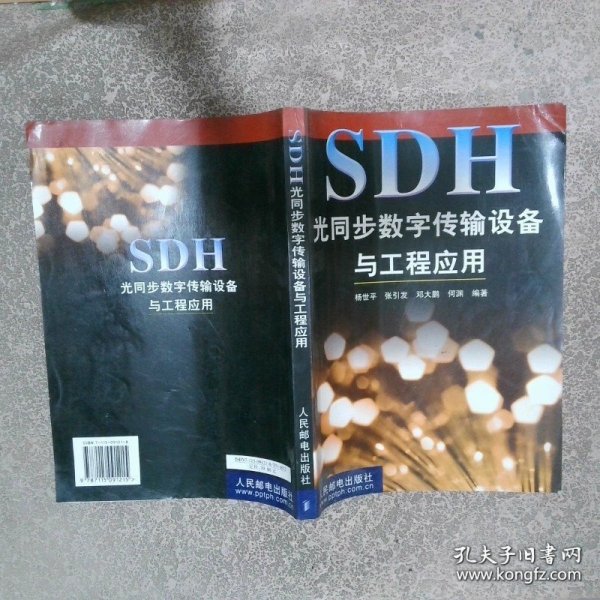 SDH
光同步数字传输设备
与工程应用
杨世平 张引发 邓大鹏 何渊 编著
人民邮电出版社
www.pptph.com.cn
SDH光同步数字传输设备与工程应用
人民邮电出版社
SDH
光同步数字传输设备
与工程应用
人民邮电出版社
www.pptph.com.cn
孔夫子旧书网
www.kongfz.com